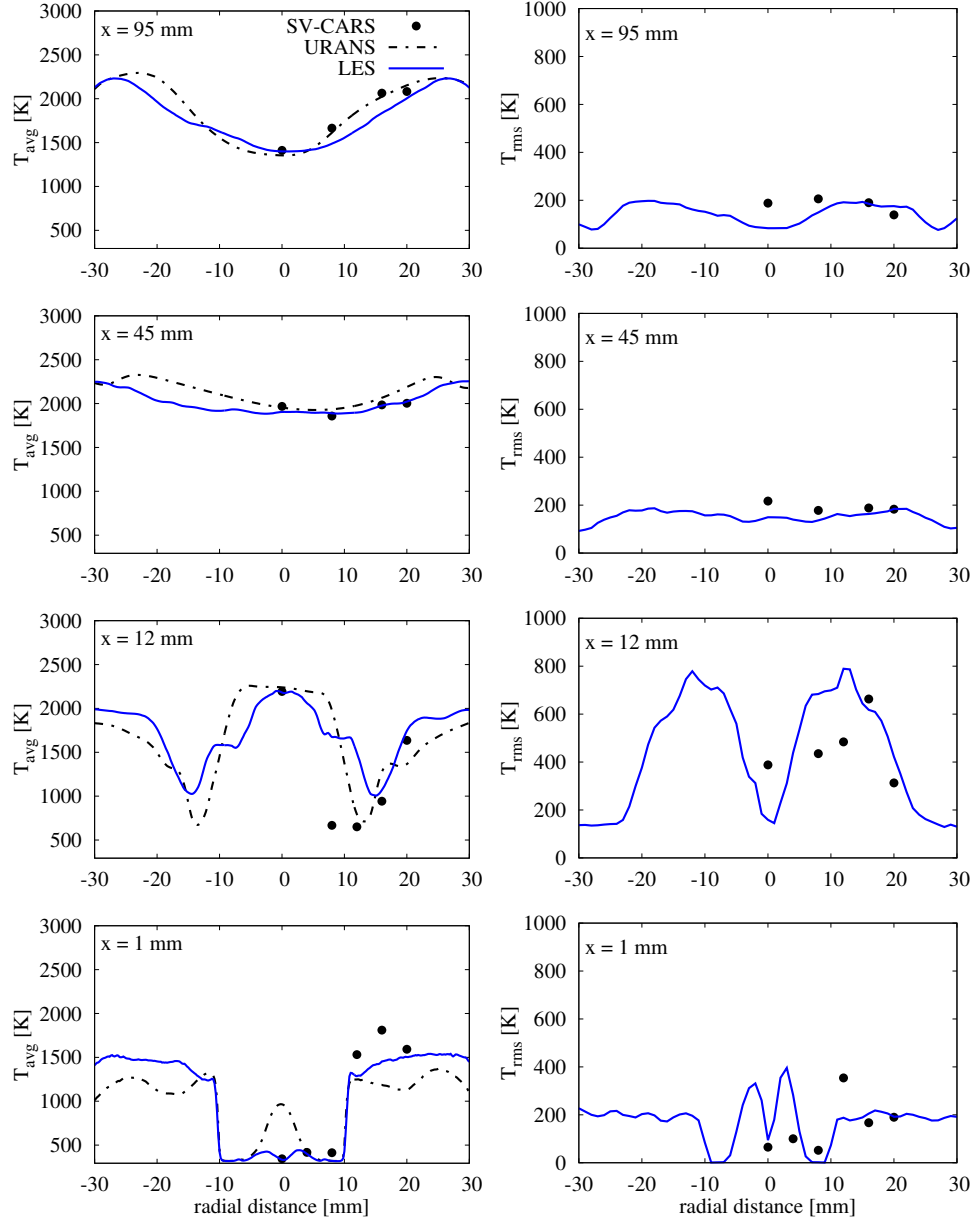 x = 95 mm
SV-CARS
URANS
LES
T_avg [K]
3000
2500
2000
1500
1000
500
-30 -20 -10 0 10 20 30
x = 95 mm
T_rms [K]
1000
800
600
400
200
0
-30 -20 -10 0 10 20 30
x = 45 mm
T_avg [K]
3000
2500
2000
1500
1000
500
-30 -20 -10 0 10 20 30
x = 45 mm
T_rms [K]
1000
800
600
400
200
0
-30 -20 -10 0 10 20 30
x = 12 mm
T_avg [K]
3000
2500
2000
1500
1000
500
-30 -20 -10 0 10 20 30
x = 12 mm
T_rms [K]
1000
800
600
400
200
0
-30 -20 -10 0 10 20 30
x = 1 mm
T_avg [K]
3000
2500
2000
1500
1000
500
-30 -20 -10 0 10 20 30
radial distance [mm]
x = 1 mm
T_rms [K]
1000
800
600
400
200
0
-30 -20 -10 0 10 20 30
radial distance [mm]